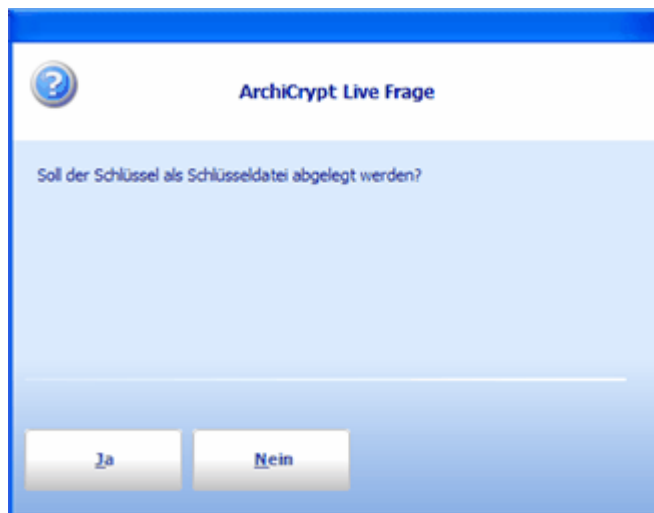 ArchiCrypt Live Frage
Soll der Schlüssel als Schlüsseldatei abgelegt werden?
Ja
Nein